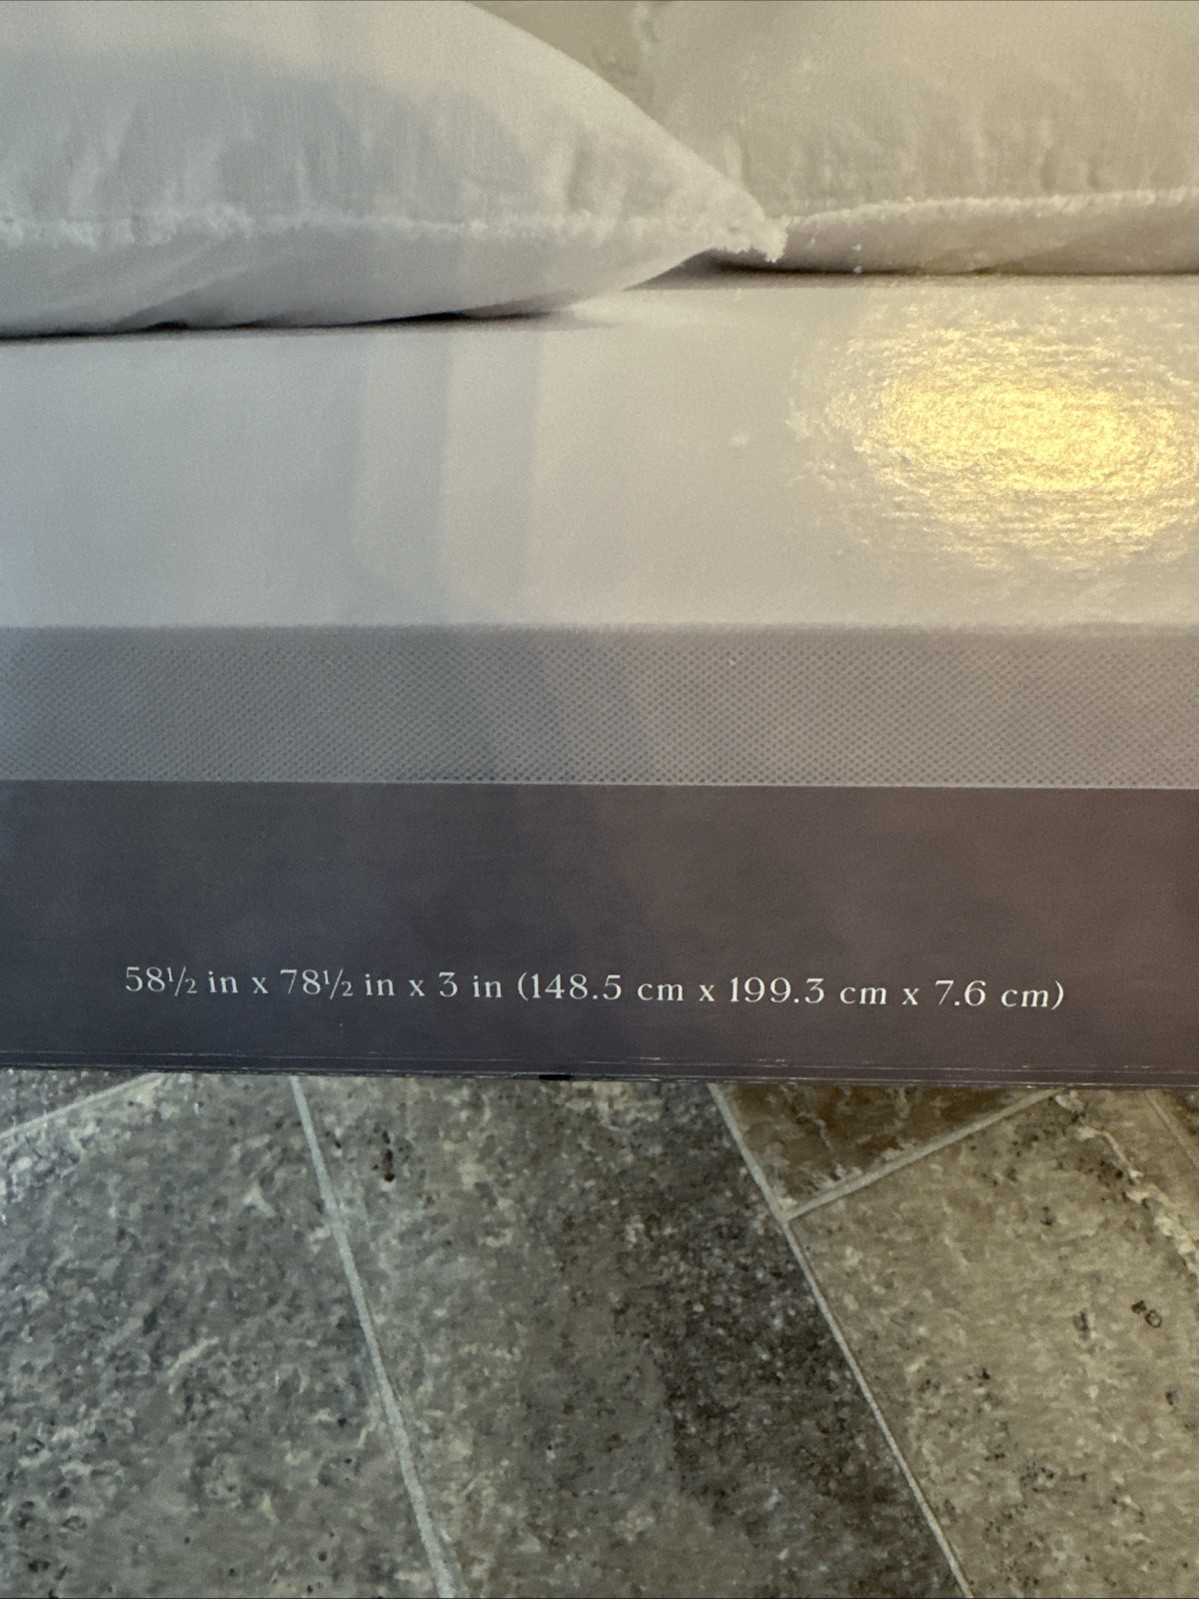 58½ in x 78½ in x 3 in (148.5 cm x 199.3 cm x 7.6 cm)